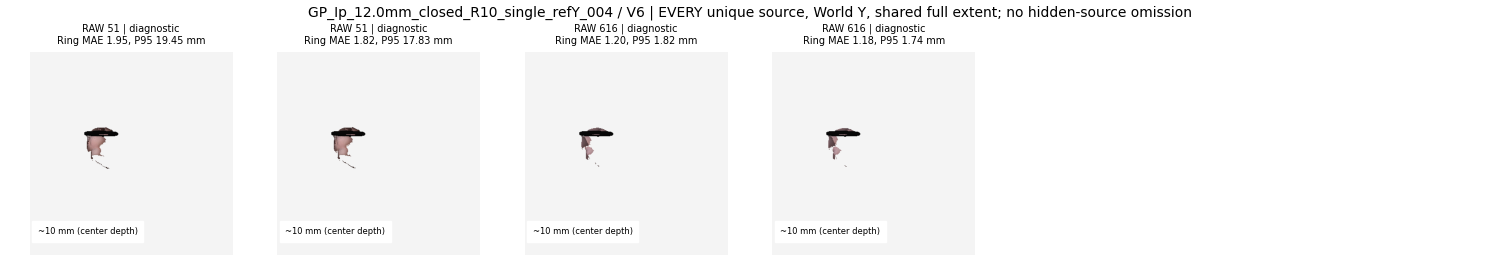 GP_Ip_12.0mm_closed_R10_single_refY_004 / V6 | EVERY unique source, World Y, shared full extent; no hidden-source omission
RAW 51 | diagnostic
Ring MAE 1.95, P95 19.45 mm
RAW 51 | diagnostic
Ring MAE 1.82, P95 17.83 mm
RAW 616 | diagnostic
Ring MAE 1.20, P95 1.82 mm
RAW 616 | diagnostic
Ring MAE 1.18, P95 1.74 mm
~10 mm (center depth)
~10 mm (center depth)
~10 mm (center depth)
~10 mm (center depth)